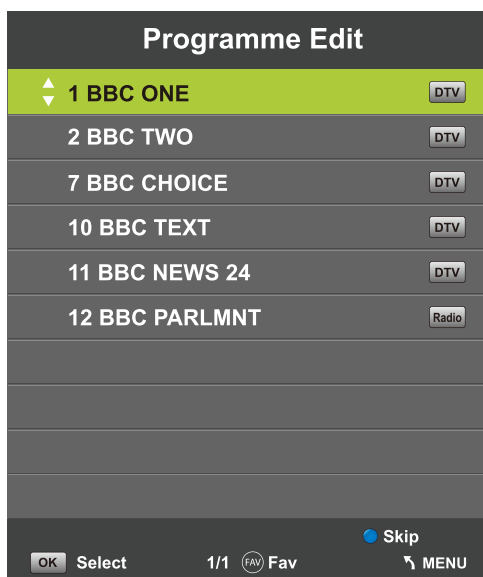 Programme Edit
1 BBC ONE DTV
2 BBC TWO DTV
7 BBC CHOICE DTV
10 BBC TEXT DTV
11 BBC NEWS 24 DTV
12 BBC PARLMNT Radio
Skip
OK Select 1/1 FAV Fav MENU